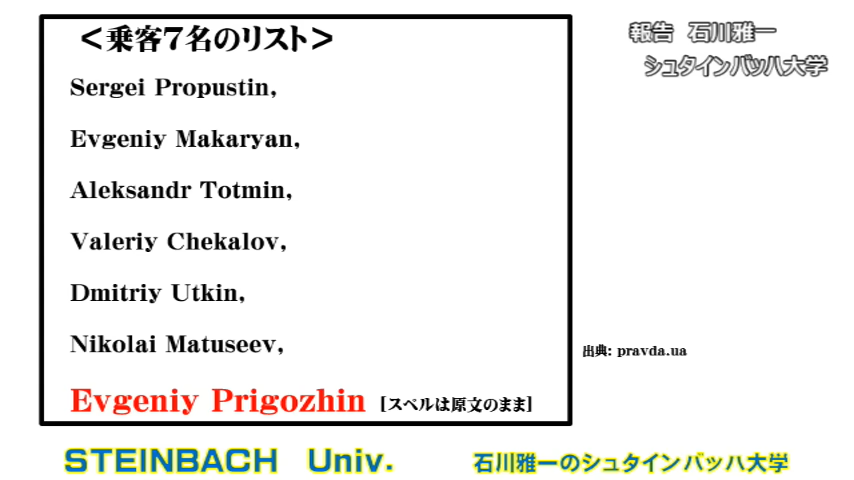 ＜乗客7名のリスト＞
Sergei Propustin,
Evgeniy Makaryan,
Aleksandr Totmin,
Valeriy Chekalov,
Dmitriy Utkin,
Nikolai Matuseev,
Evgeniy Prigozhin [スペルは原文のまま]
報告 石川雅一
シュタインバッハ大学
出典: pravda.ua
STEINBACH Univ. 石川雅一のシュタインバッハ大学